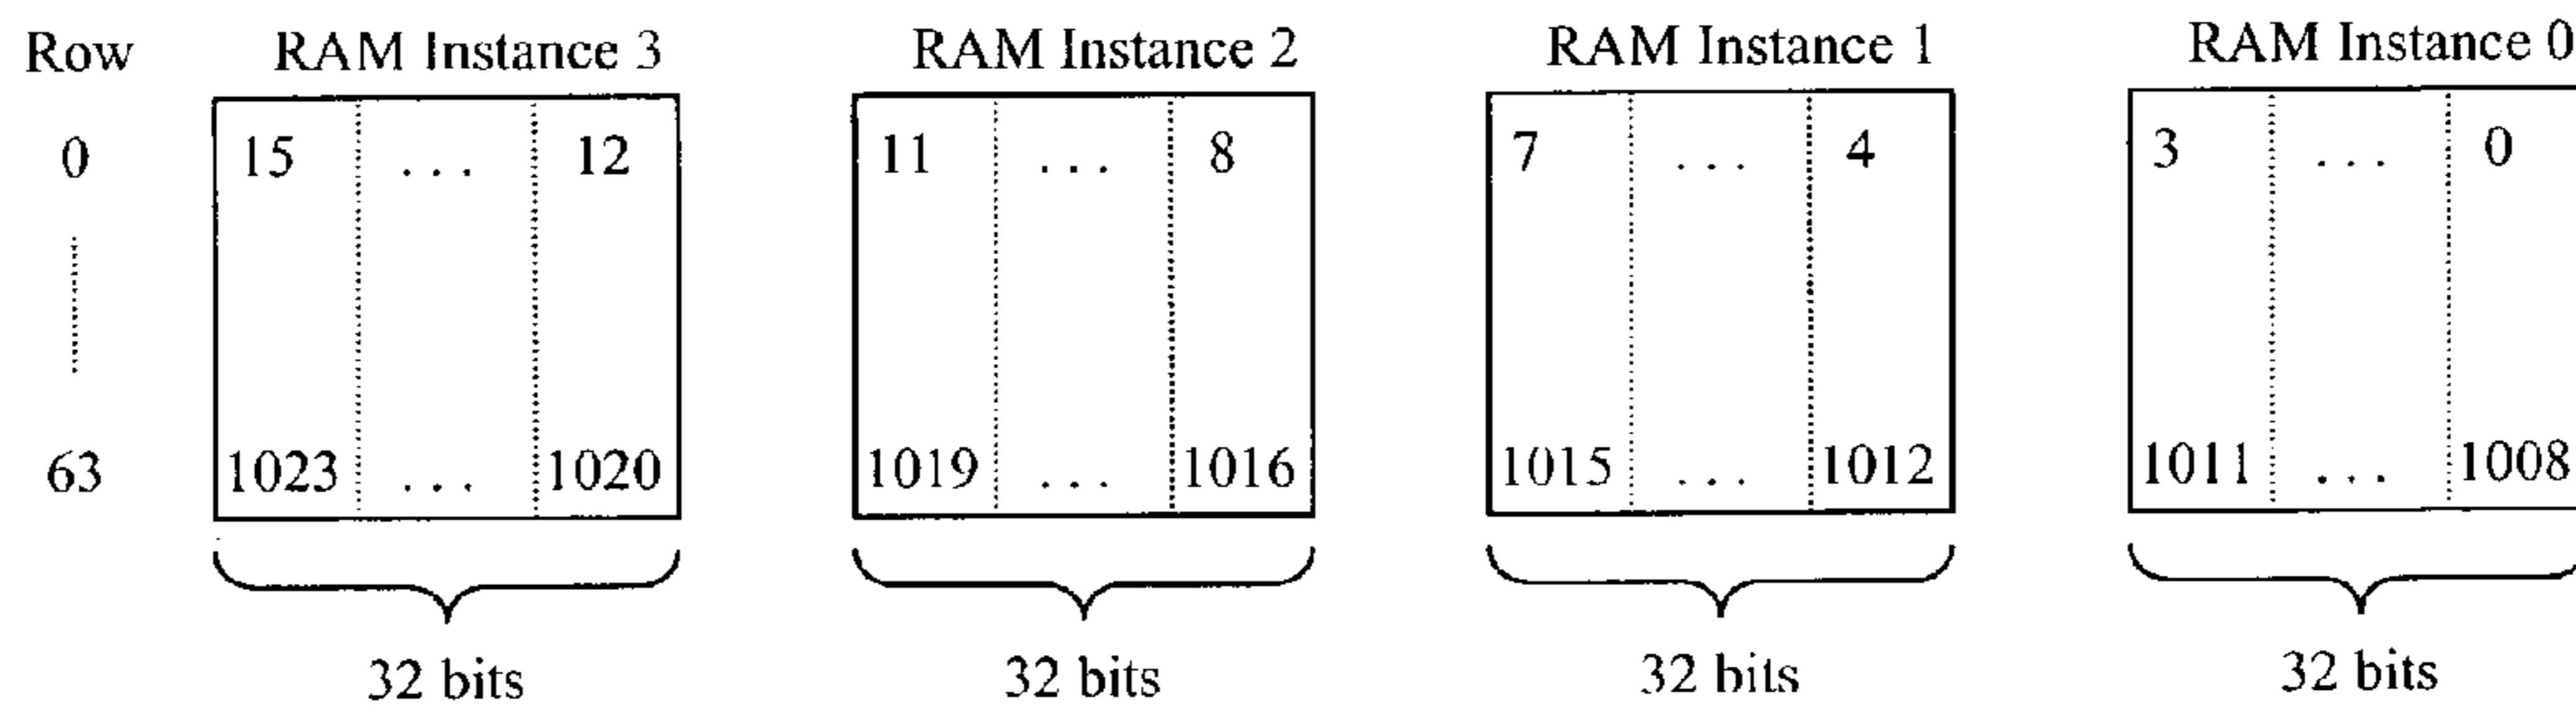 Row RAM Instance 3 RAM Instance 2 RAM Instance 1 RAM Instance 0
0 15 ... 12 11 ... 8 7 ... 4 3 ... 0
63 1023 ... 1020 1019 ... 1016 1015 ... 1012 1011 ... 1008
32 bits 32 bits 32 bits 32 bits